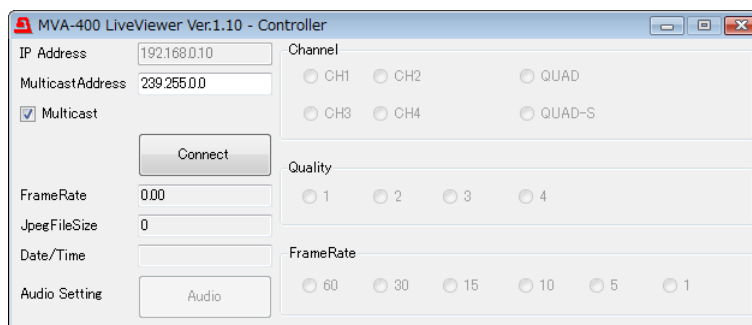 MVA-400 LiveViewer Ver.1.10 - Controller
IP Address 192.168.0.10
MulticastAddress 239.255.0.0
Multicast
Connect
FrameRate 0.00
JpegFileSize 0
Date/Time
Audio Setting Audio
Channel
CH1 CH2 QUAD
CH3 CH4 QUAD-S
Quality
1 2 3 4
FrameRate
60 30 15 10 5 1